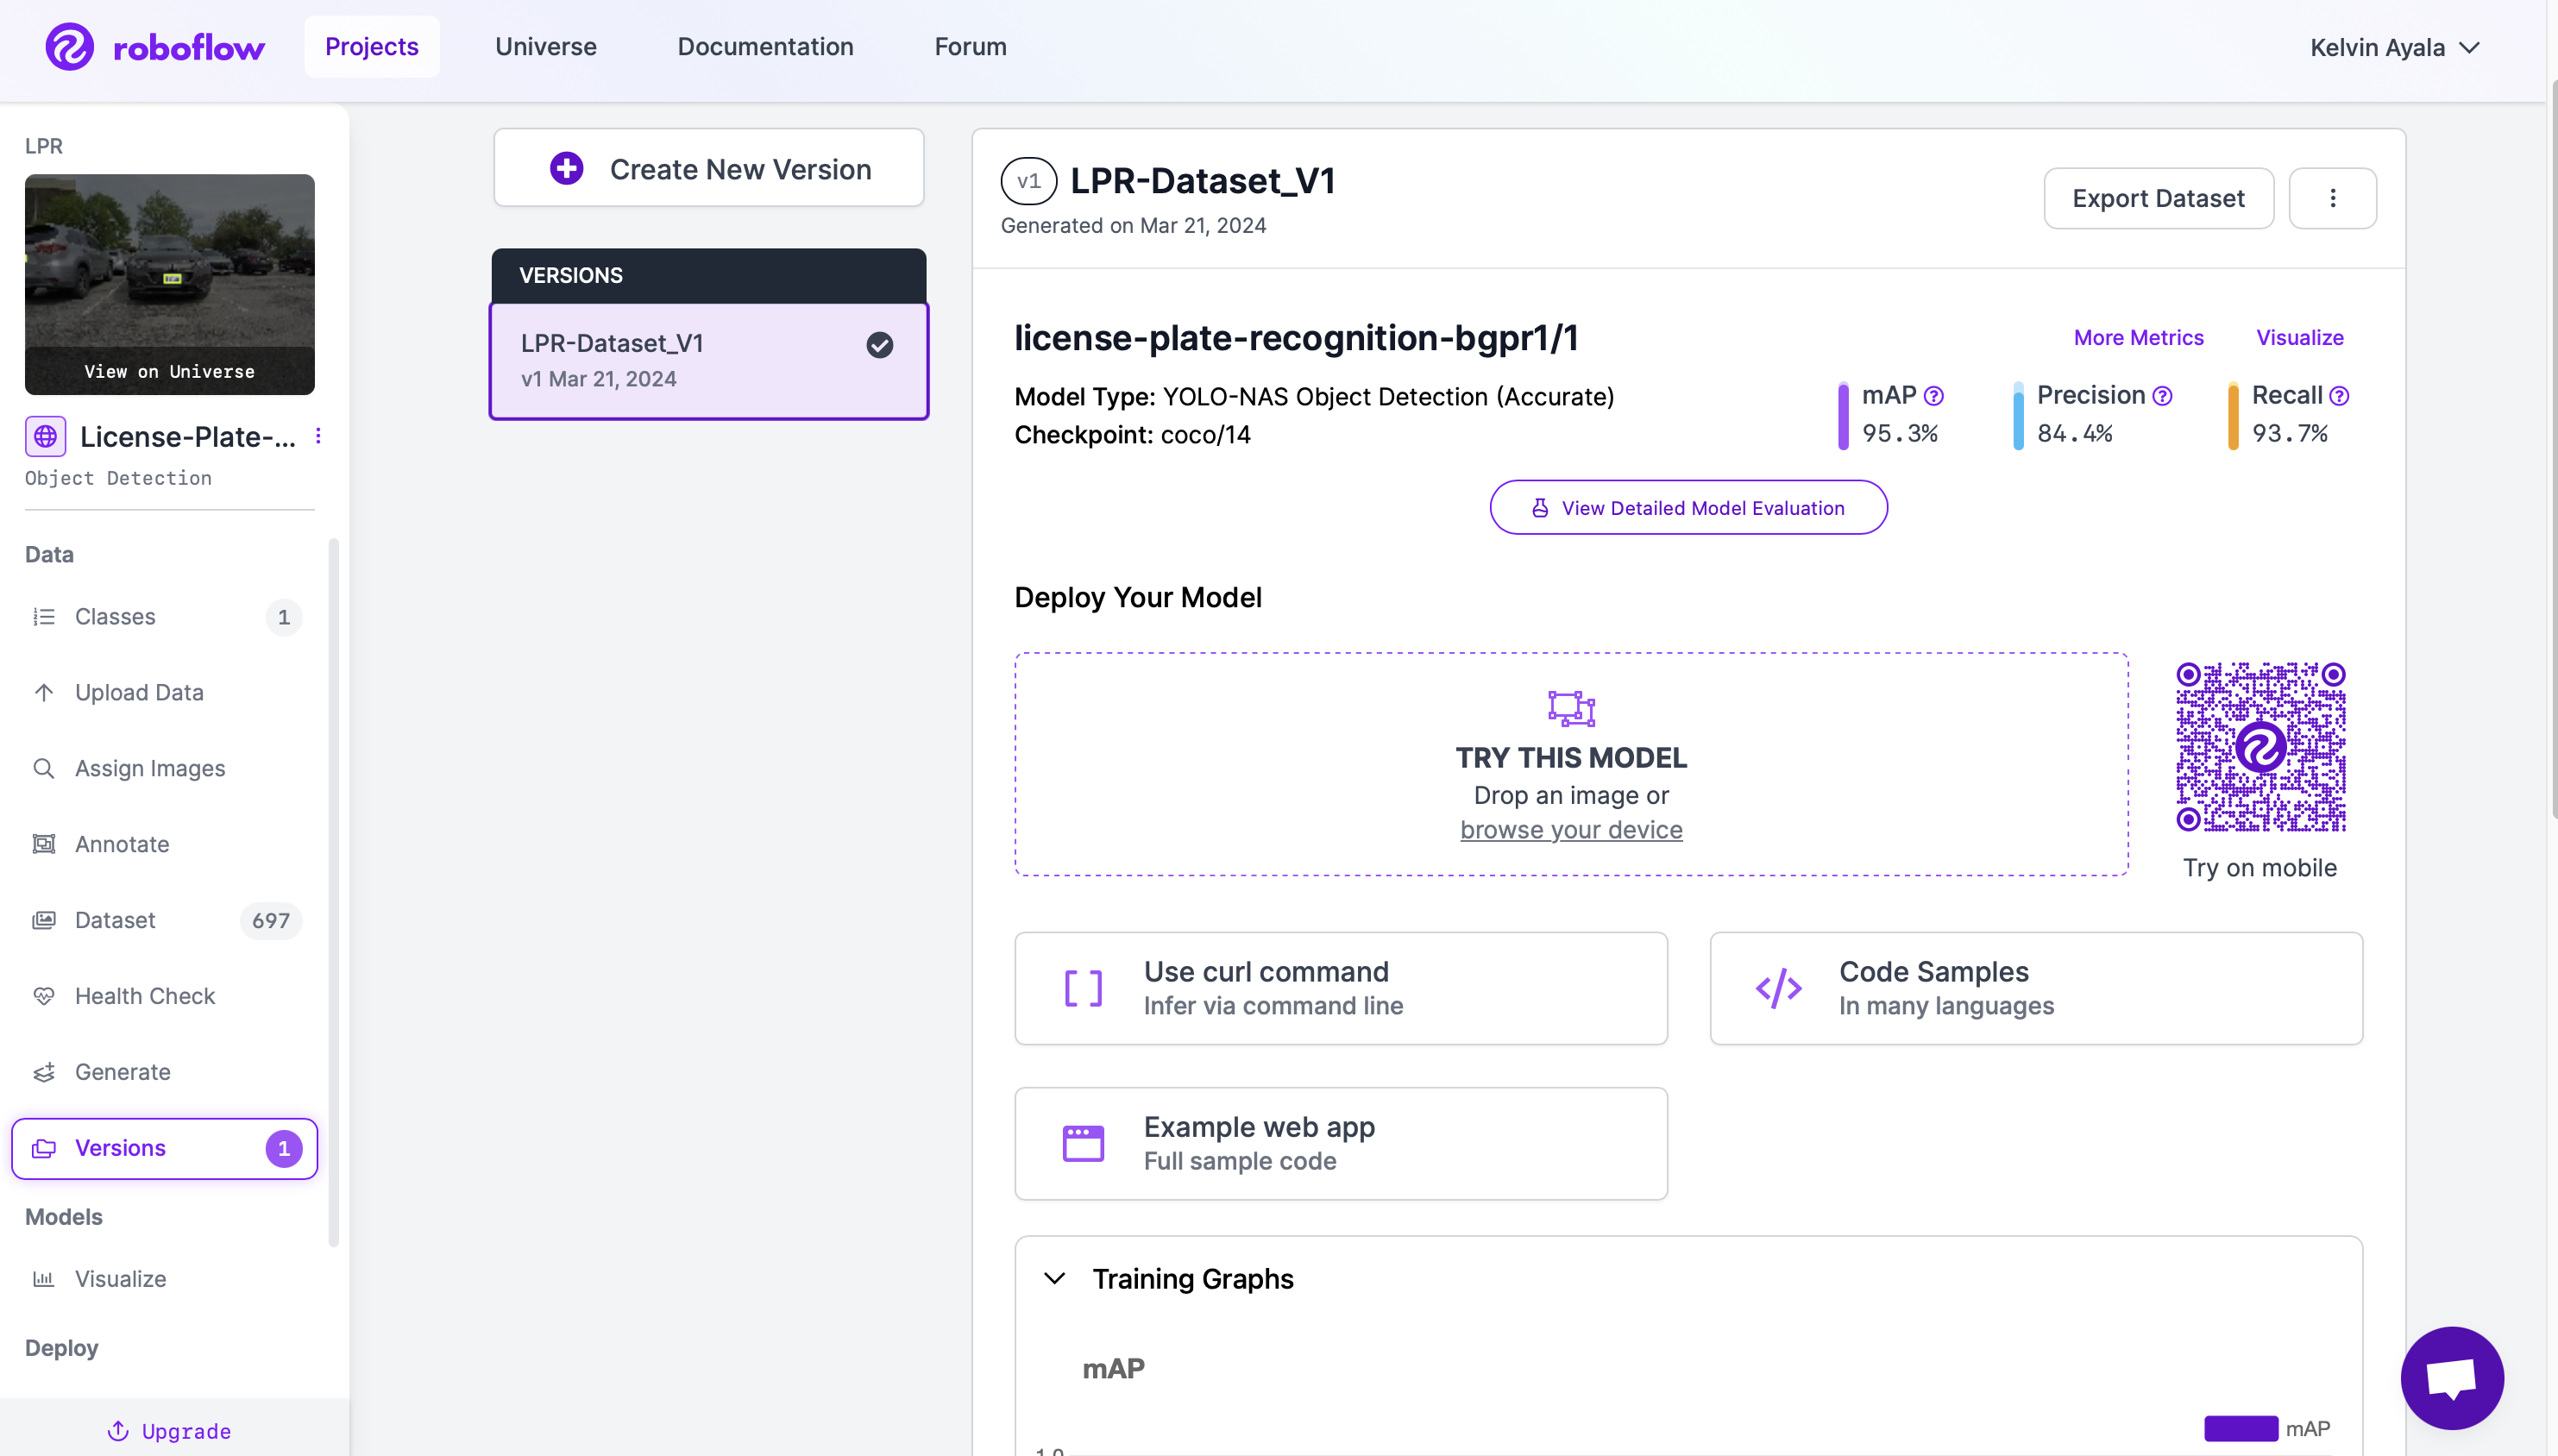 roboflow
Projects
Universe
Documentation
Forum
Kelvin Ayala
LPR
View on Universe
License-Plate-...
Object Detection
Data
Classes
1
Upload Data
Assign Images
Annotate
Dataset
697
Health Check
Generate
Versions
1
Models
Visualize
Deploy
Upgrade
Create New Version
VERSIONS
LPR-Dataset_V1
v1 Mar 21, 2024
v1
LPR-Dataset_V1
Generated on Mar 21, 2024
Export Dataset
license-plate-recognition-bgpr1/1
More Metrics
Visualize
Model Type: YOLO-NAS Object Detection (Accurate)
Checkpoint: coco/14
mAP ?
95.3%
Precision ?
84.4%
Recall ?
93.7%
View Detailed Model Evaluation
Deploy Your Model
TRY THIS MODEL
Drop an image or
browse your device
Try on mobile
Use curl command
Infer via command line
Code Samples
In many languages
Example web app
Full sample code
Training Graphs
mAP
mAP
1.0